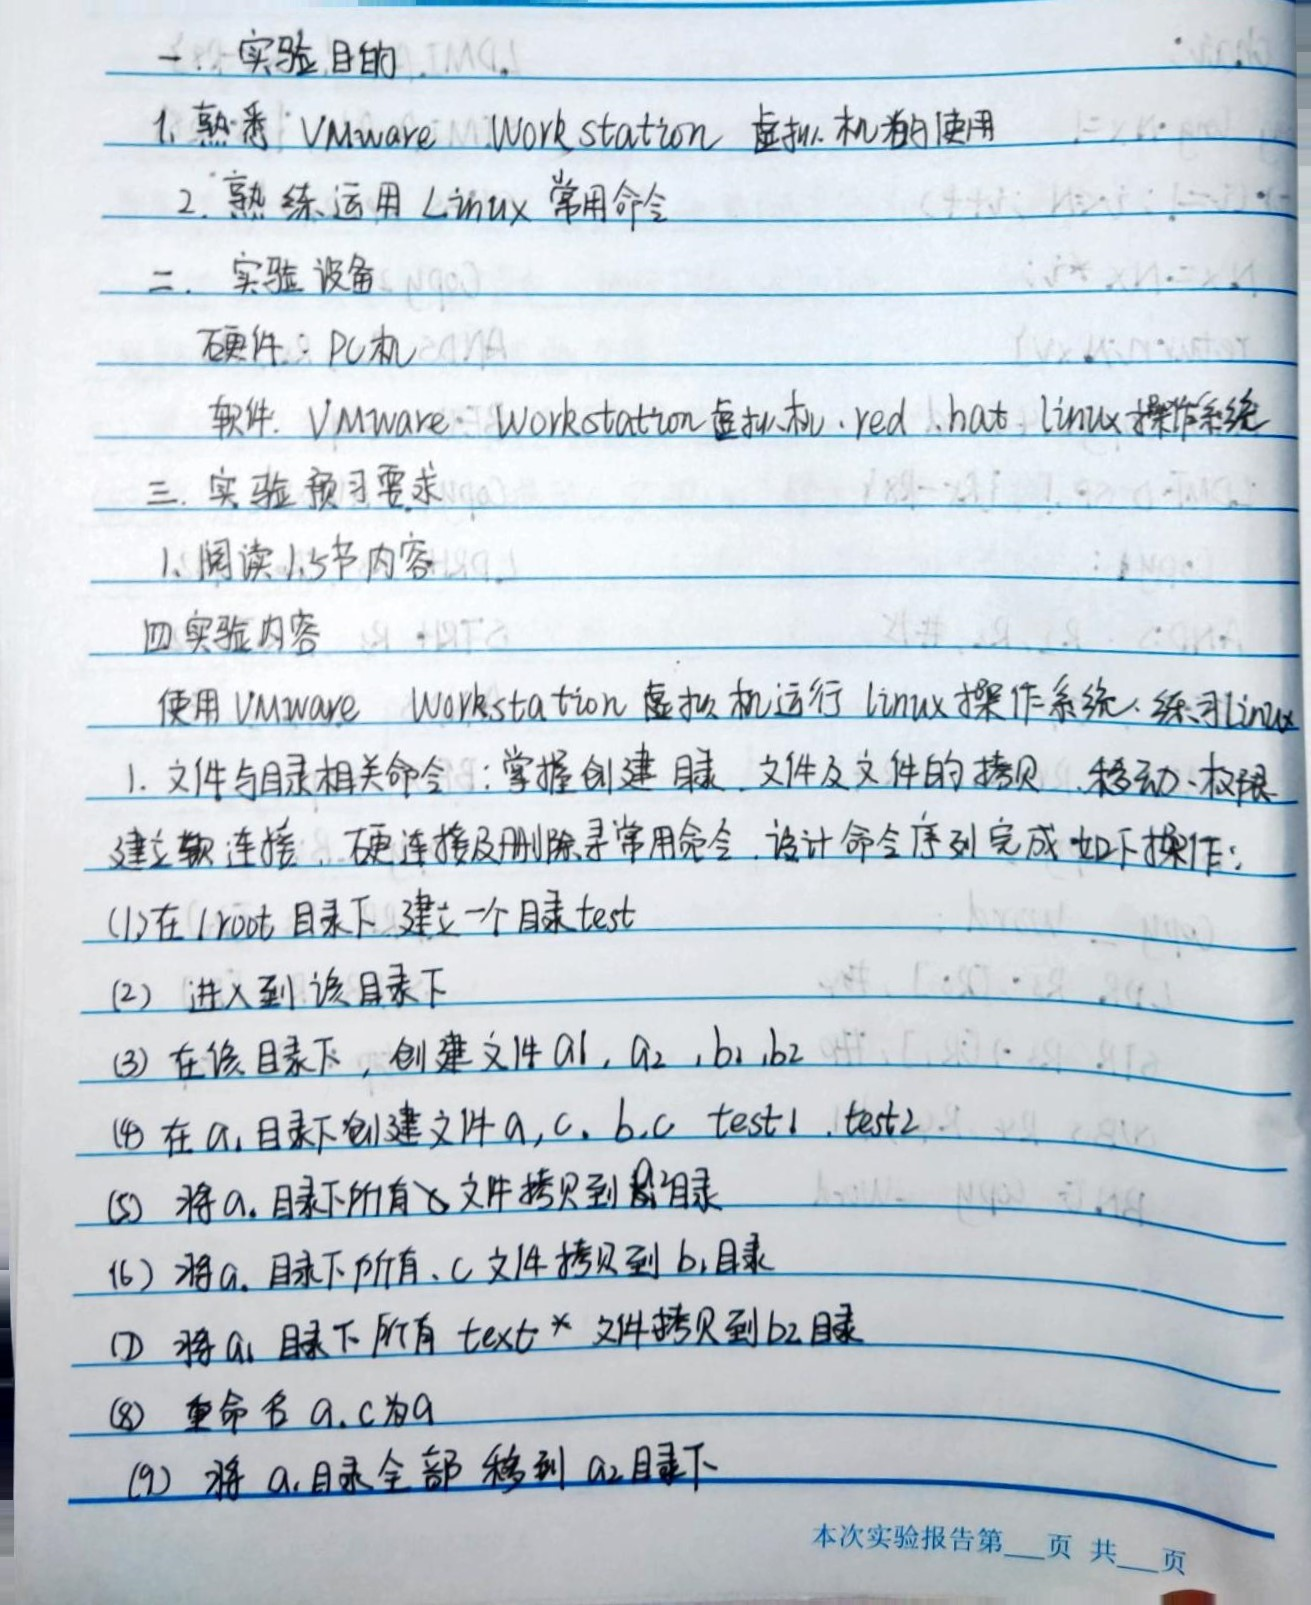 一. 实验目的
1. 熟悉 VMware Workstation 虚拟机的使用
2. 熟练运用 Linux 常用命令
二. 实验设备
硬件: PC机
软件: VMware Workstation 虚拟机. red hat linux 操作系统
三. 实验预习要求
1. 阅读1.5节内容
四 实验内容
使用 VMware Workstation 虚拟机运行 linux 操作系统. 练习Linux
1. 文件与目录相关命令: 掌握创建目录、文件及文件的拷贝、移动、权限
建立软连接、硬连接及删除寻常用命令. 设计命令序列完成如下操作:
(1) 在 /root 目录下建立一个目录test
(2) 进入到该目录下
(3) 在该目录下, 创建文件 a1, a2, b1, b2
(4) 在 a1 目录下创建文件 a,c. b.c test1 .test2
(5) 将 a1 目录下所有文件拷贝到 a2目录
(6) 将 a1 目录下所有.c 文件拷贝到 b1 目录
(7) 将 a1 目录下所有 text* 文件拷贝到 b2 目录
(8) 重命名 a.c 为 a
(9) 将 a1 目录全部 移到 a2 目录下
本次实验报告第__页 共__页